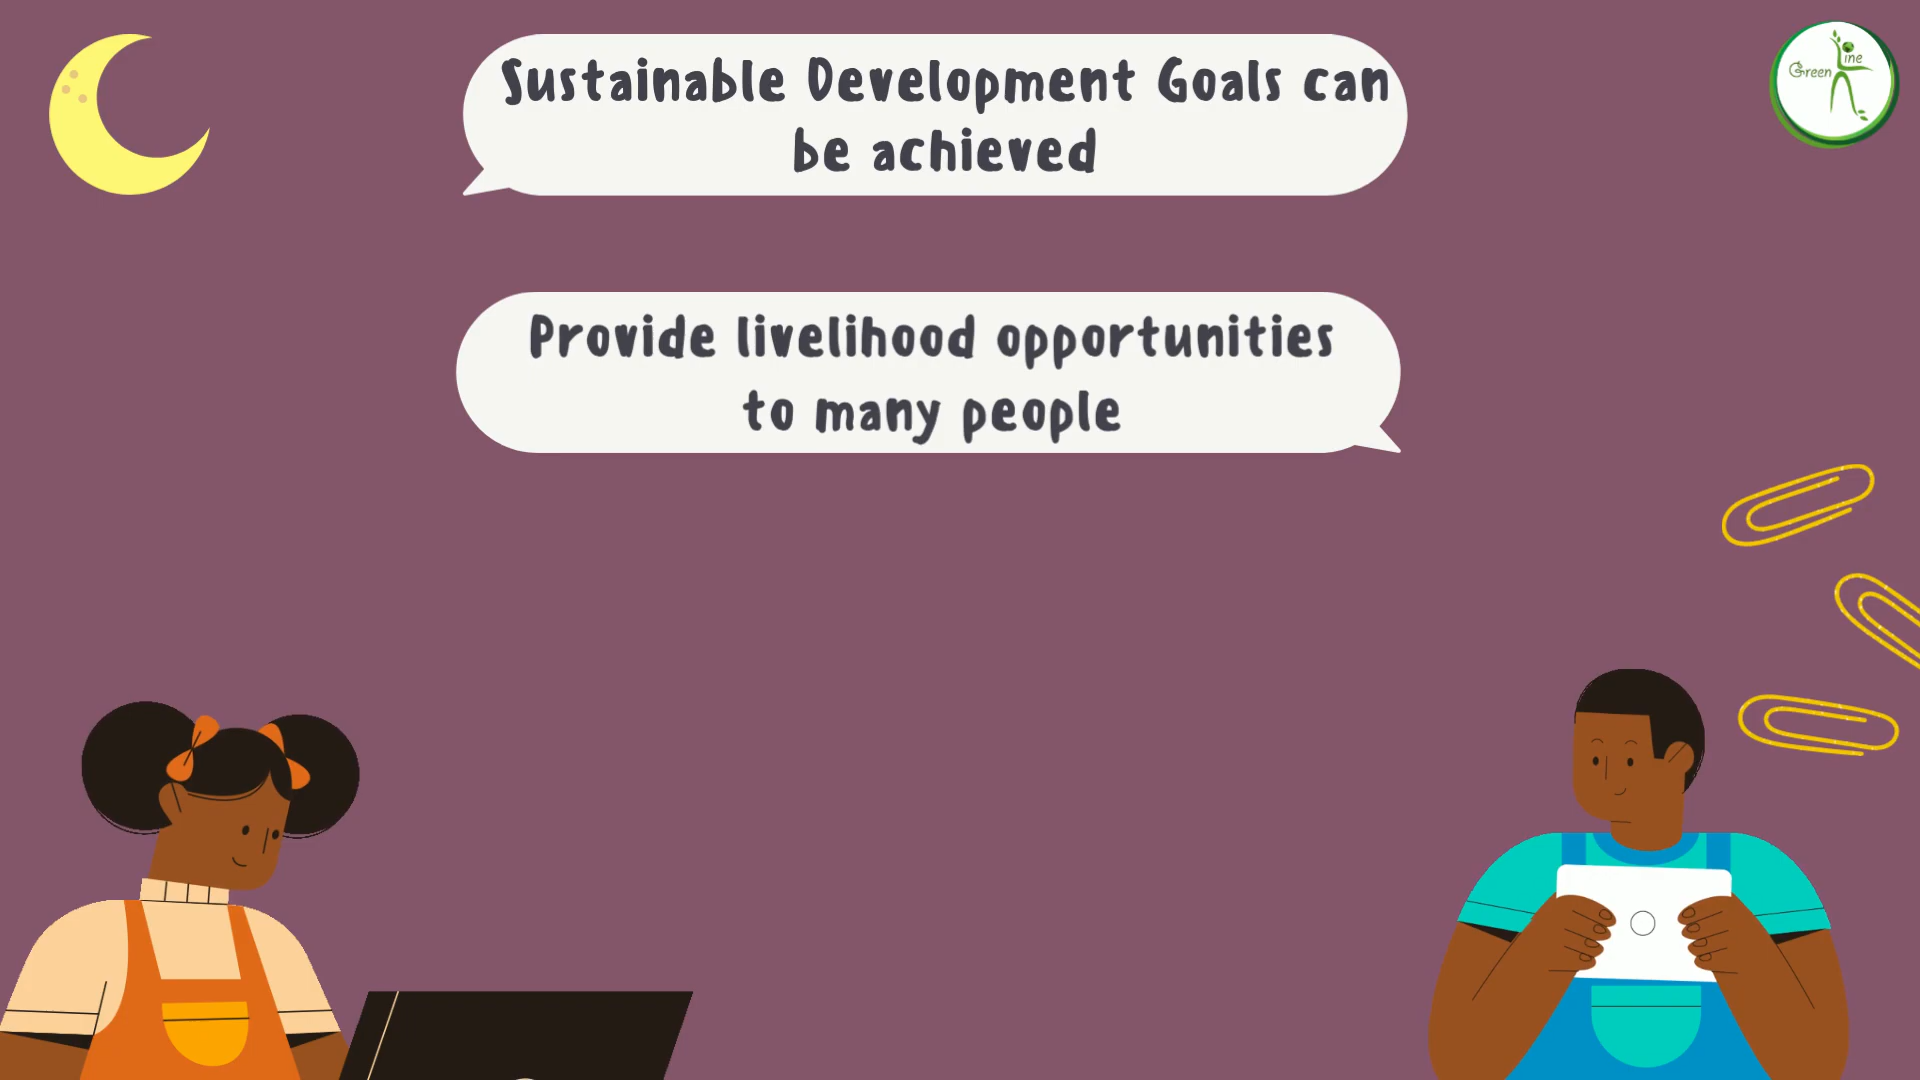 Sustainable Development Goals can
be achieved
Green Line
Provide livelihood opportunities
to many people